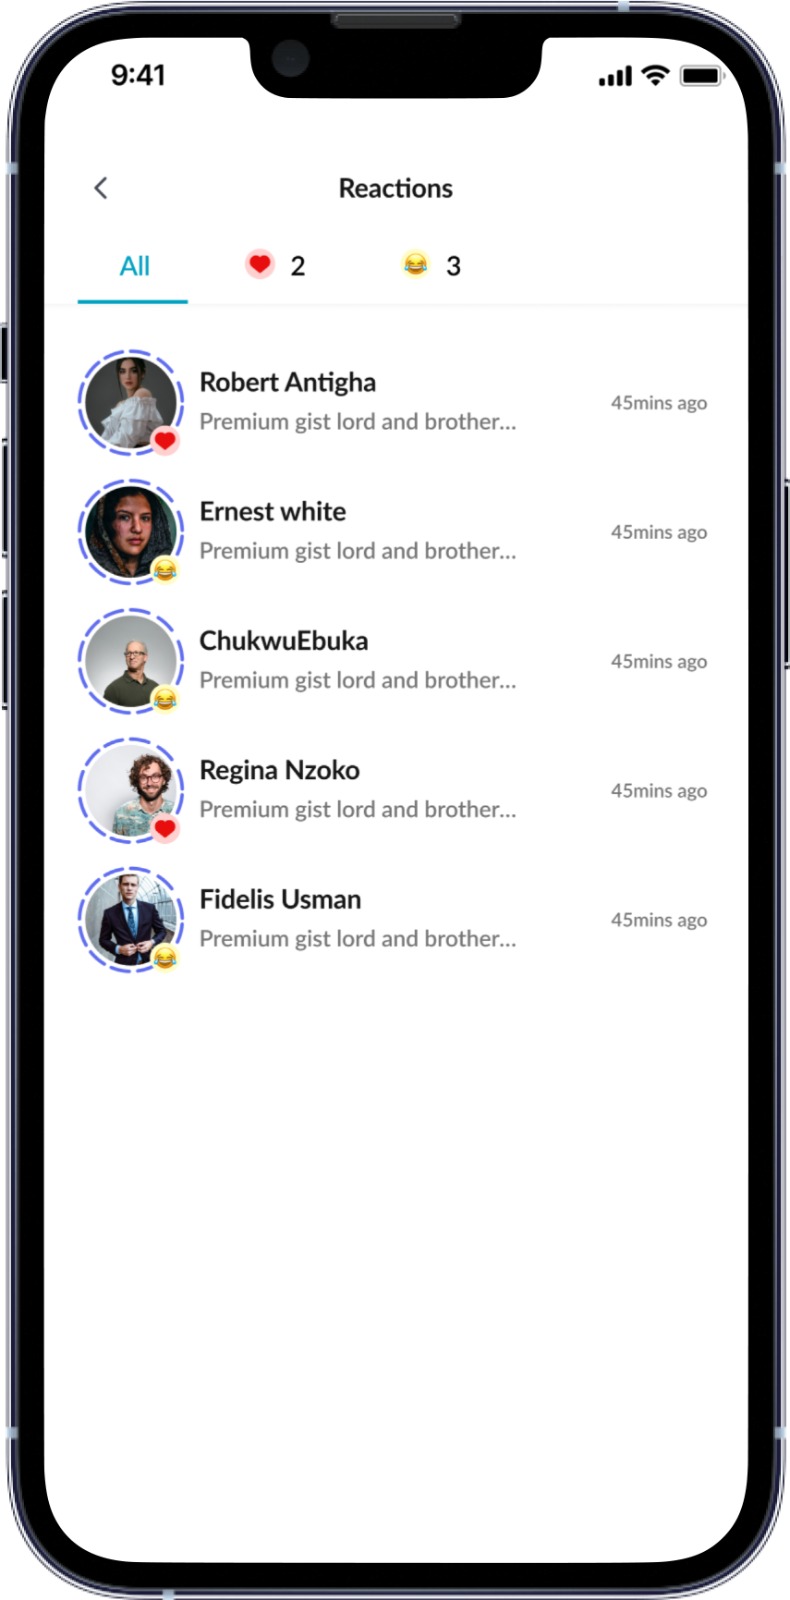 9:41
Reactions
All ❤️ 2 😂 3
Robert Antigha
Premium gist lord and brother...
45mins ago
Ernest white
Premium gist lord and brother...
45mins ago
ChukwuEbuka
Premium gist lord and brother...
45mins ago
Regina Nzoko
Premium gist lord and brother...
45mins ago
Fidelis Usman
Premium gist lord and brother...
45mins ago